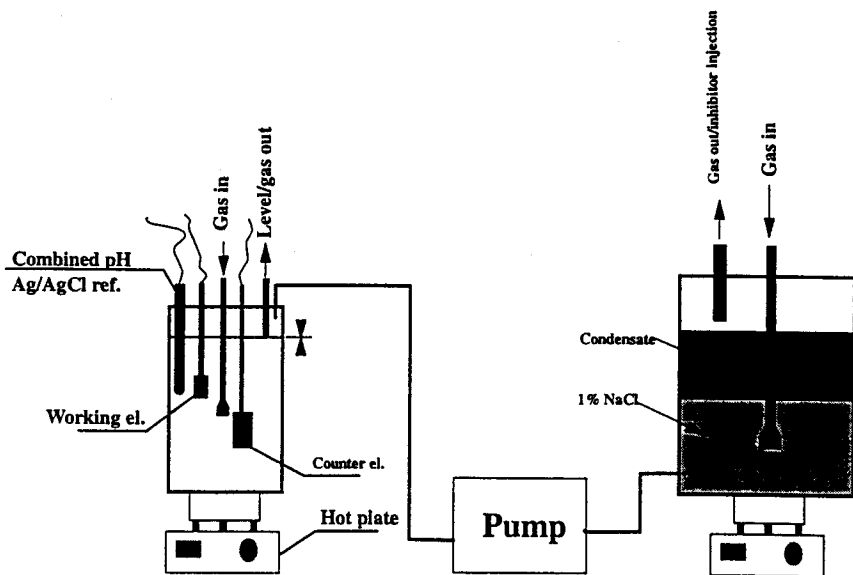 Gas out/inhibitor injection
Gas in
Gas in
Level/gas out
Combined pH
Ag/AgCl ref.
Condensate
1% NaCl
Working el.
Counter el.
Hot plate
Pump